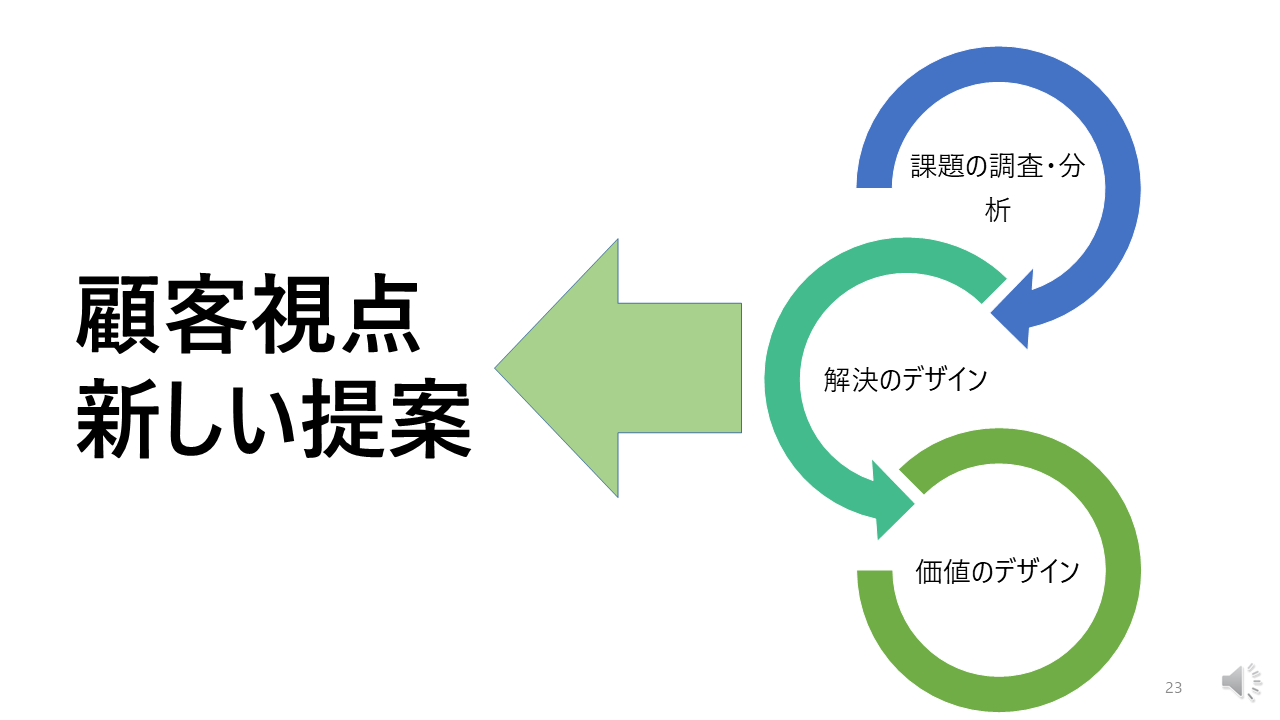 顧客視点
新しい提案
課題の調査・分
析
解決のデザイン
価値のデザイン
23